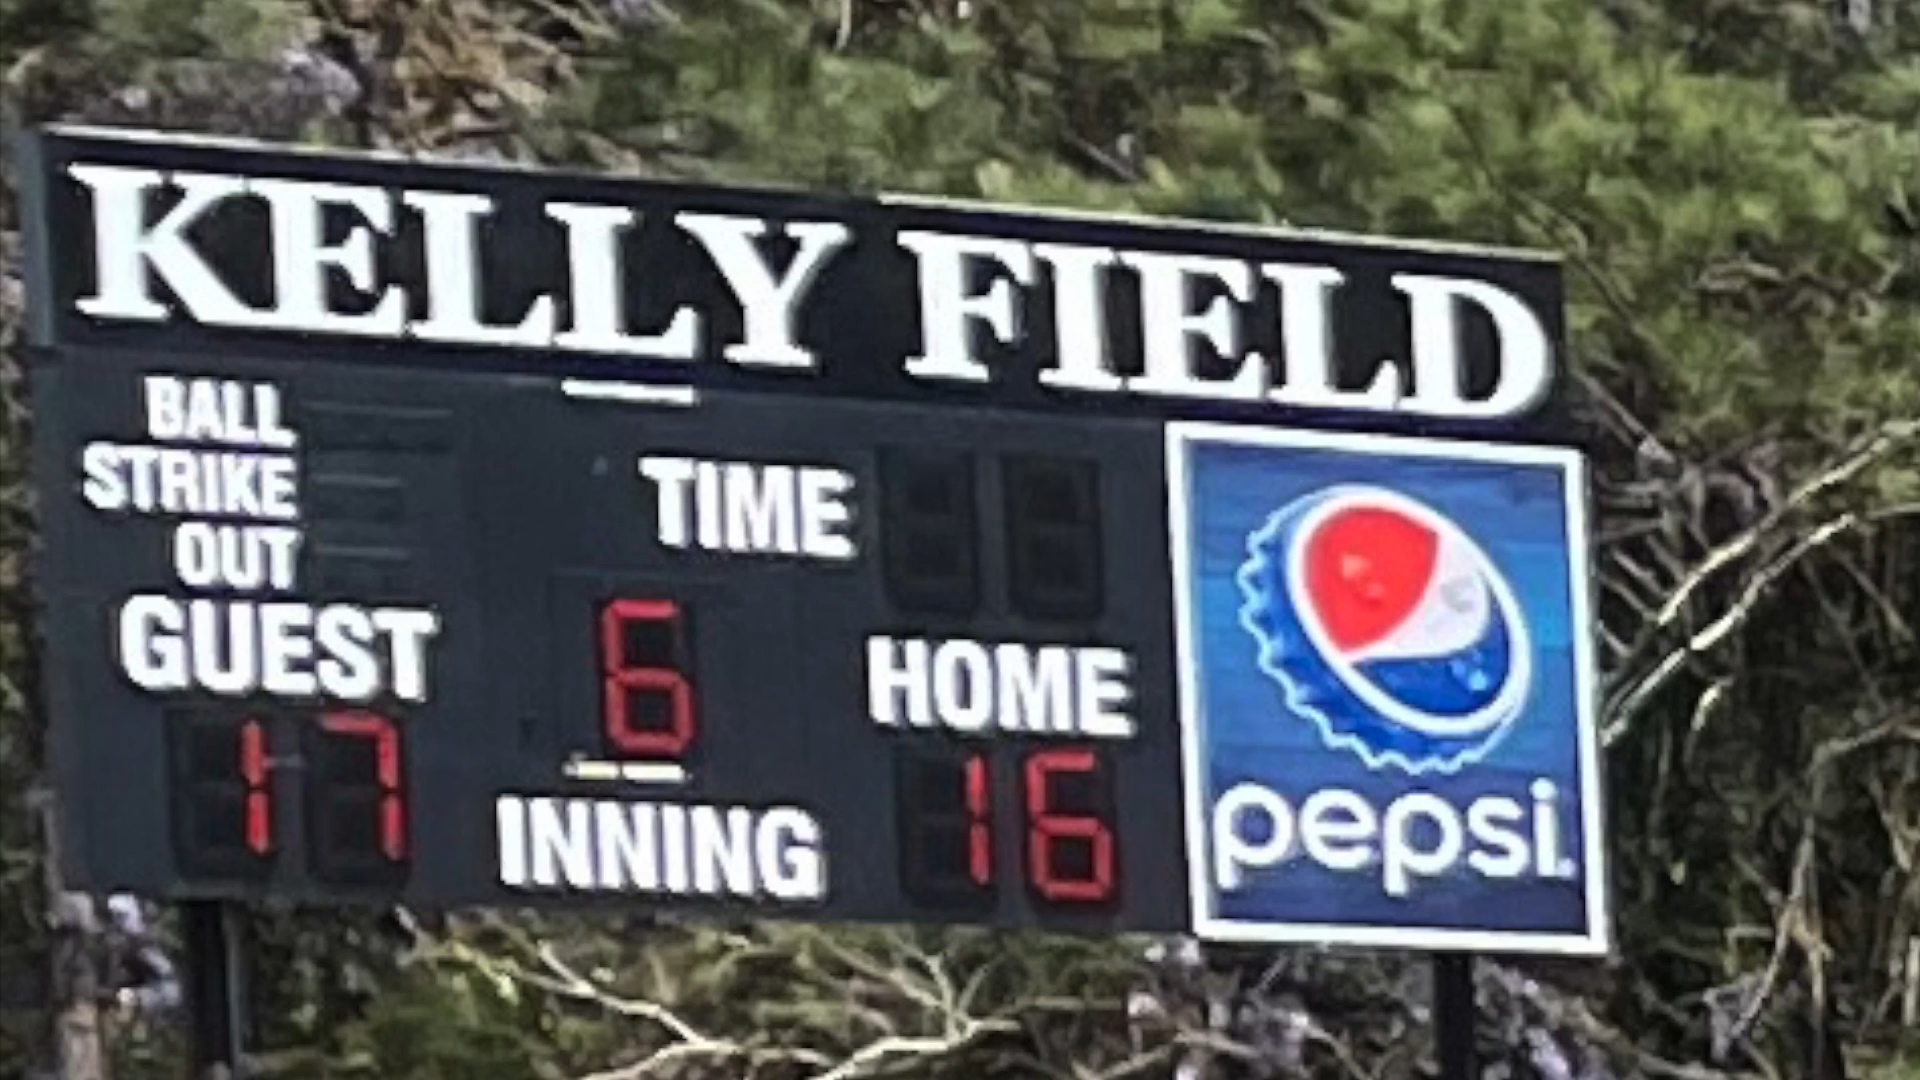 KELLY FIELD
BALL
STRIKE
OUT
TIME
GUEST
6
HOME
17
INNING
16
pepsi